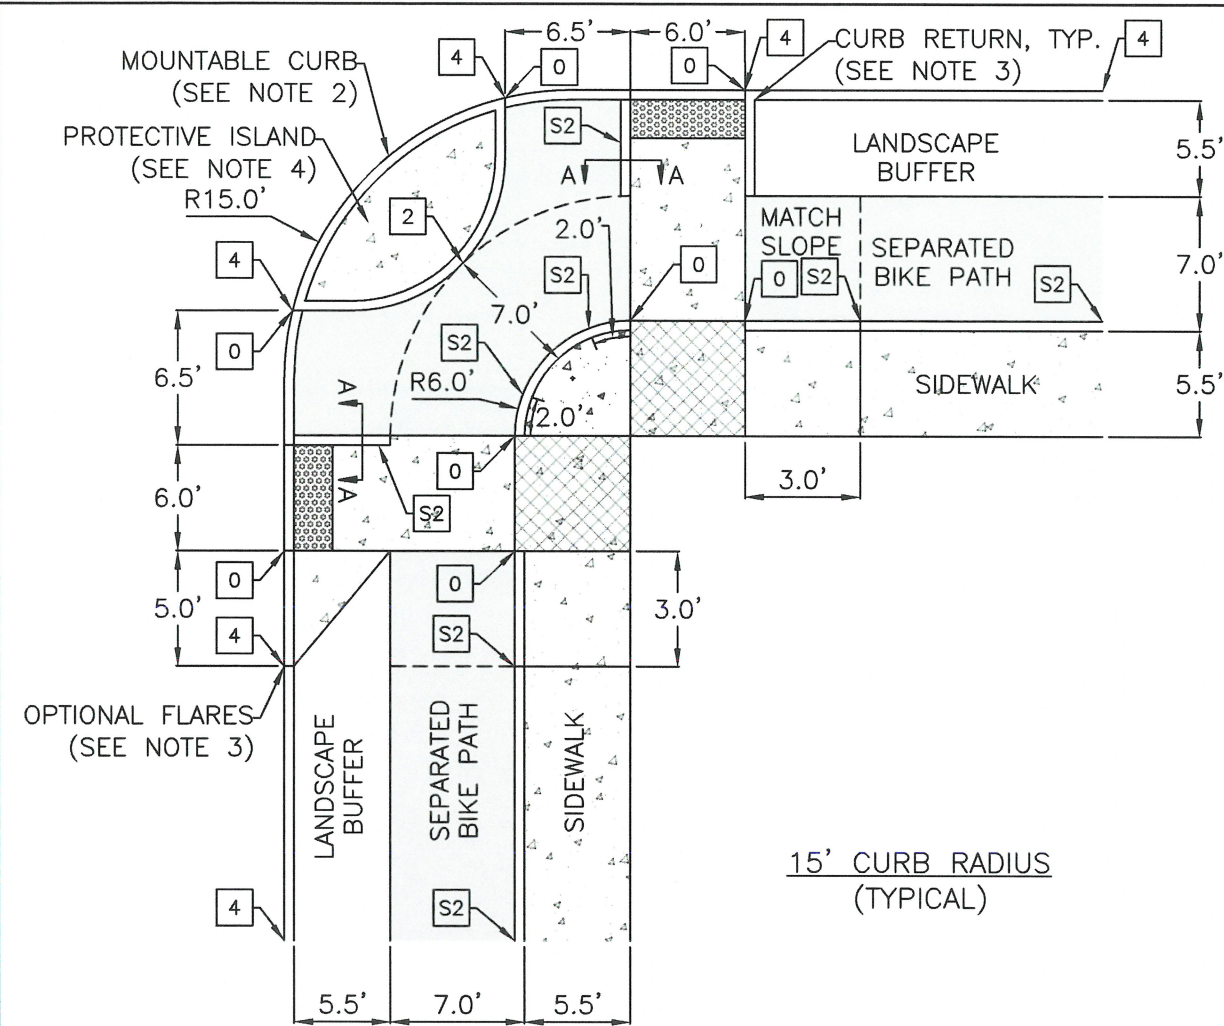 6.5'
6.0'
4
CURB RETURN, TYP.
(SEE NOTE 3)
4
MOUNTABLE CURB
(SEE NOTE 2)
4
0
0
PROTECTIVE ISLAND
(SEE NOTE 4)
S2
LANDSCAPE
BUFFER
5.5'
A
A
R15.0'
2
2.0'
MATCH
SLOPE
SEPARATED
BIKE PATH
7.0'
4
S2
0
0
S2
S2
7.0'
0
S2
6.5'
A
R6.0'
2.0'
SIDEWALK
5.5'
0
3.0'
6.0'
A
S2
0
0
5.0'
3.0'
4
S2
OPTIONAL FLARES
(SEE NOTE 3)
LANDSCAPE
BUFFER
SEPARATED
BIKE PATH
SIDEWALK
15' CURB RADIUS
(TYPICAL)
4
S2
5.5'
7.0'
5.5'